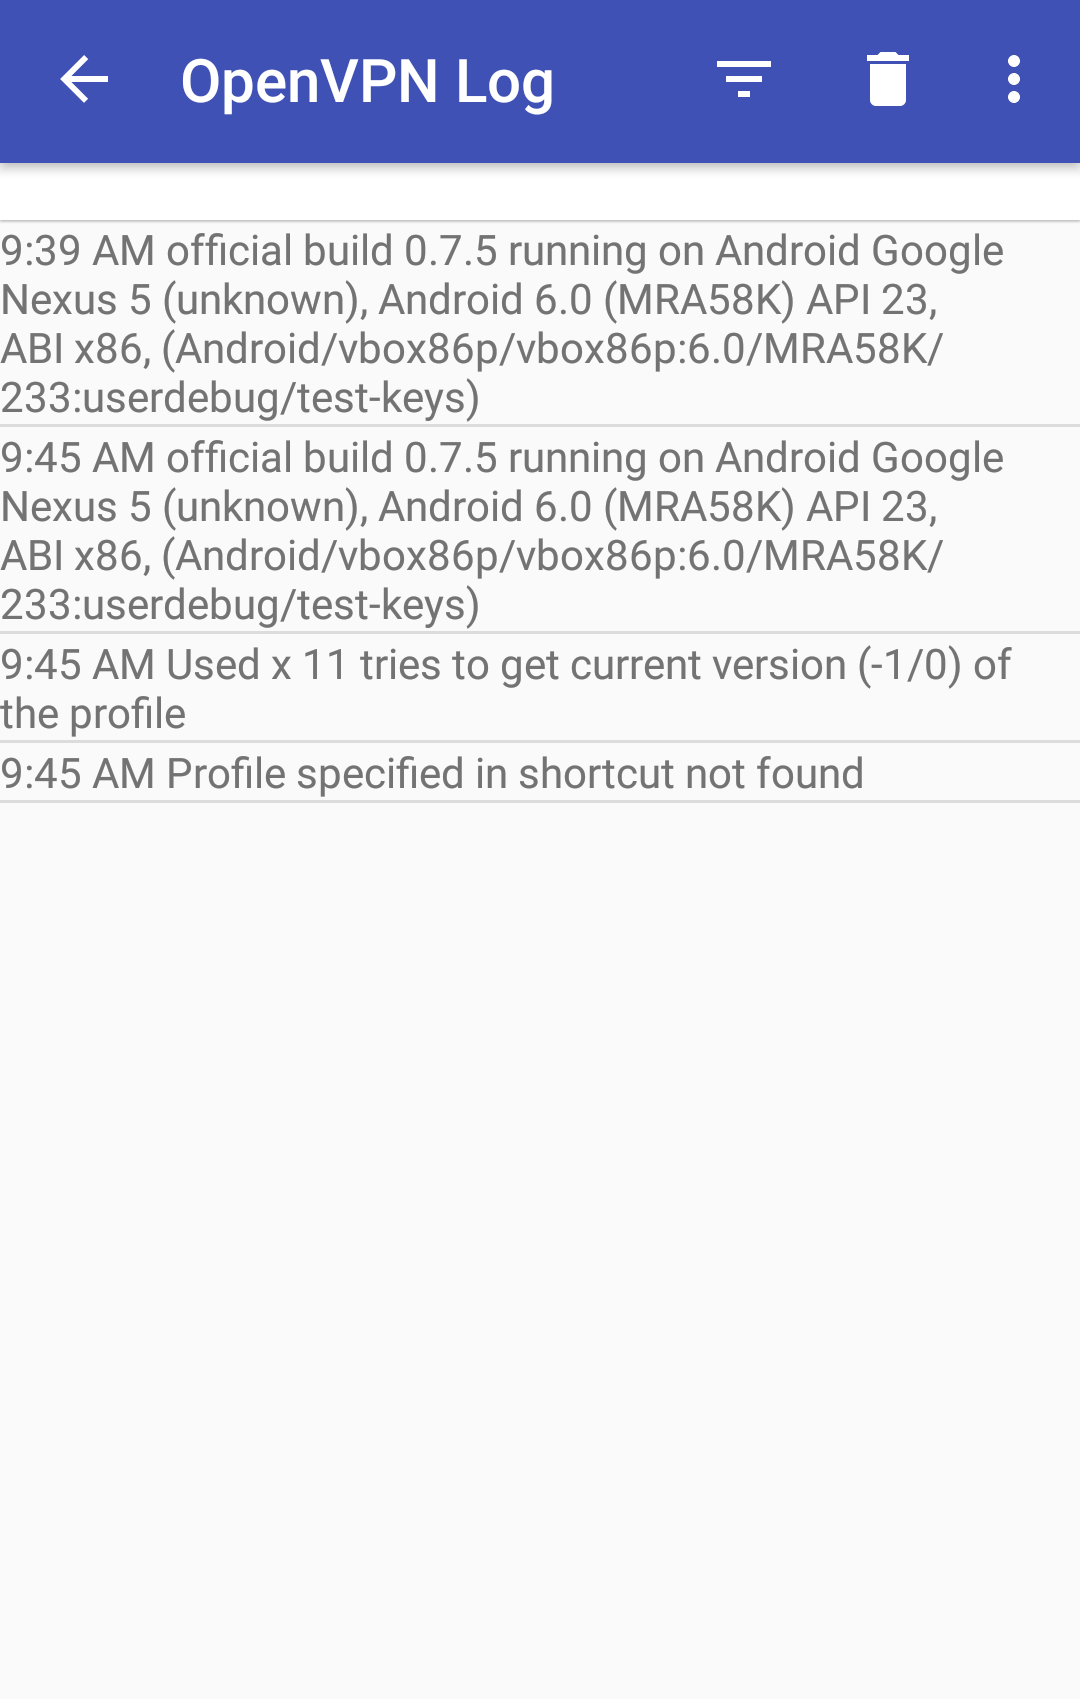 OpenVPN Log
9:39 AM official build 0.7.5 running on Android Google
Nexus 5 (unknown), Android 6.0 (MRA58K) API 23,
ABI x86, (Android/vbox86p/vbox86p:6.0/MRA58K/
233:userdebug/test-keys)
9:45 AM official build 0.7.5 running on Android Google
Nexus 5 (unknown), Android 6.0 (MRA58K) API 23,
ABI x86, (Android/vbox86p/vbox86p:6.0/MRA58K/
233:userdebug/test-keys)
9:45 AM Used x 11 tries to get current version (-1/0) of
the profile
9:45 AM Profile specified in shortcut not found